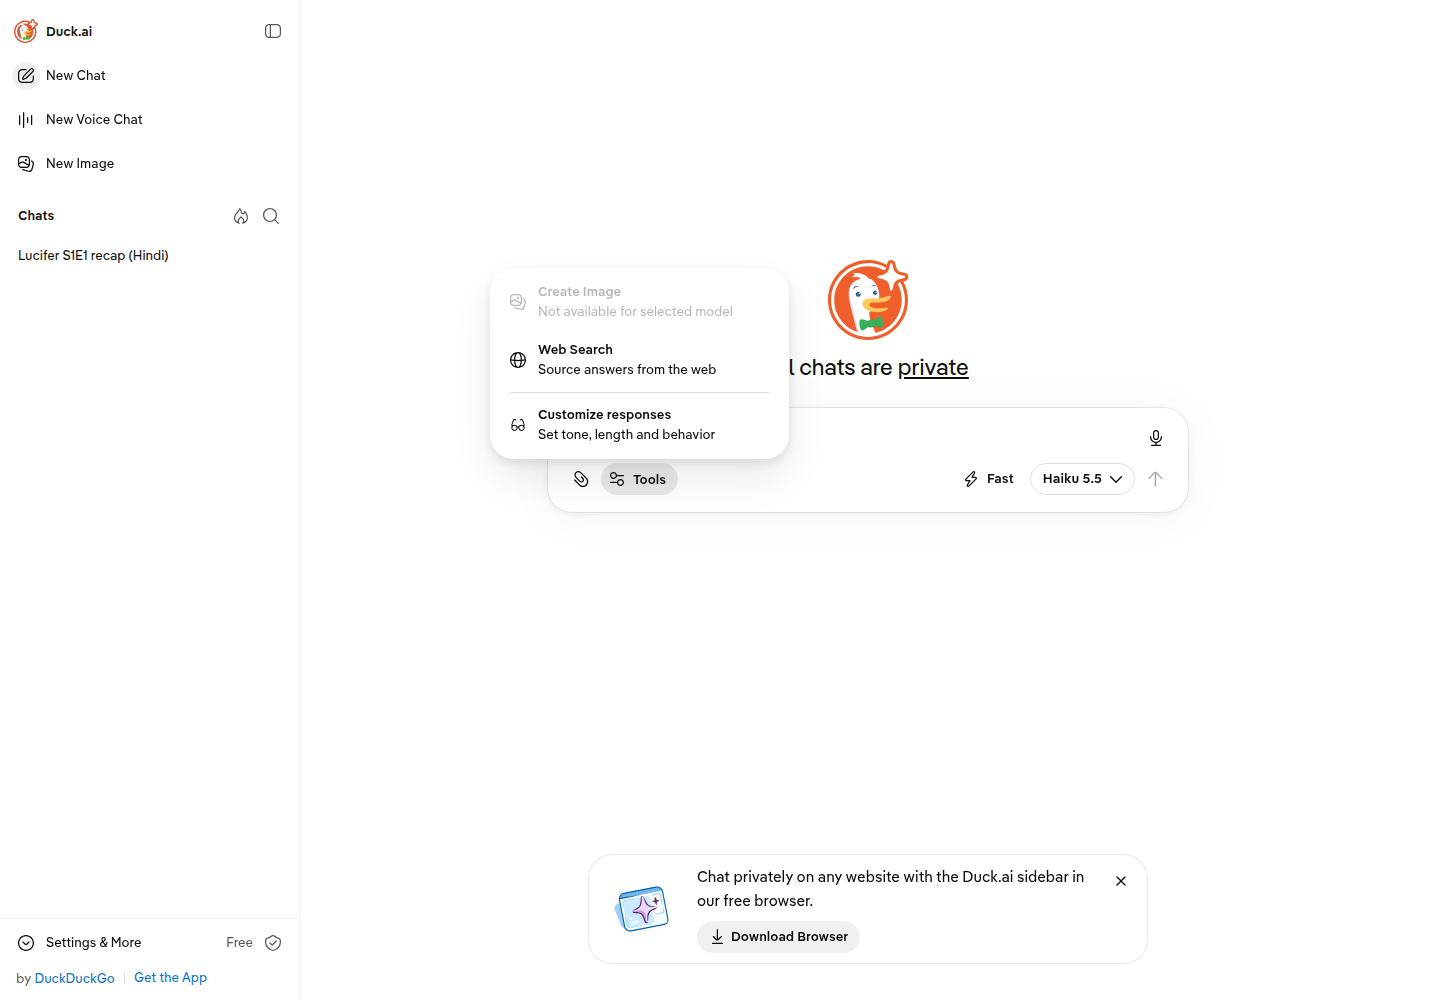 Duck.ai
New Chat
New Voice Chat
New Image
Chats
Lucifer S1E1 recap (Hindi)
Create Image
Not available for selected model
Web Search
Source answers from the web
Customize responses
Set tone, length and behavior
chats are private
Tools
Fast
Haiku 5.5
Chat privately on any website with the Duck.ai sidebar in
our free browser.
Download Browser
Settings & More
Free
by DuckDuckGo
Get the App